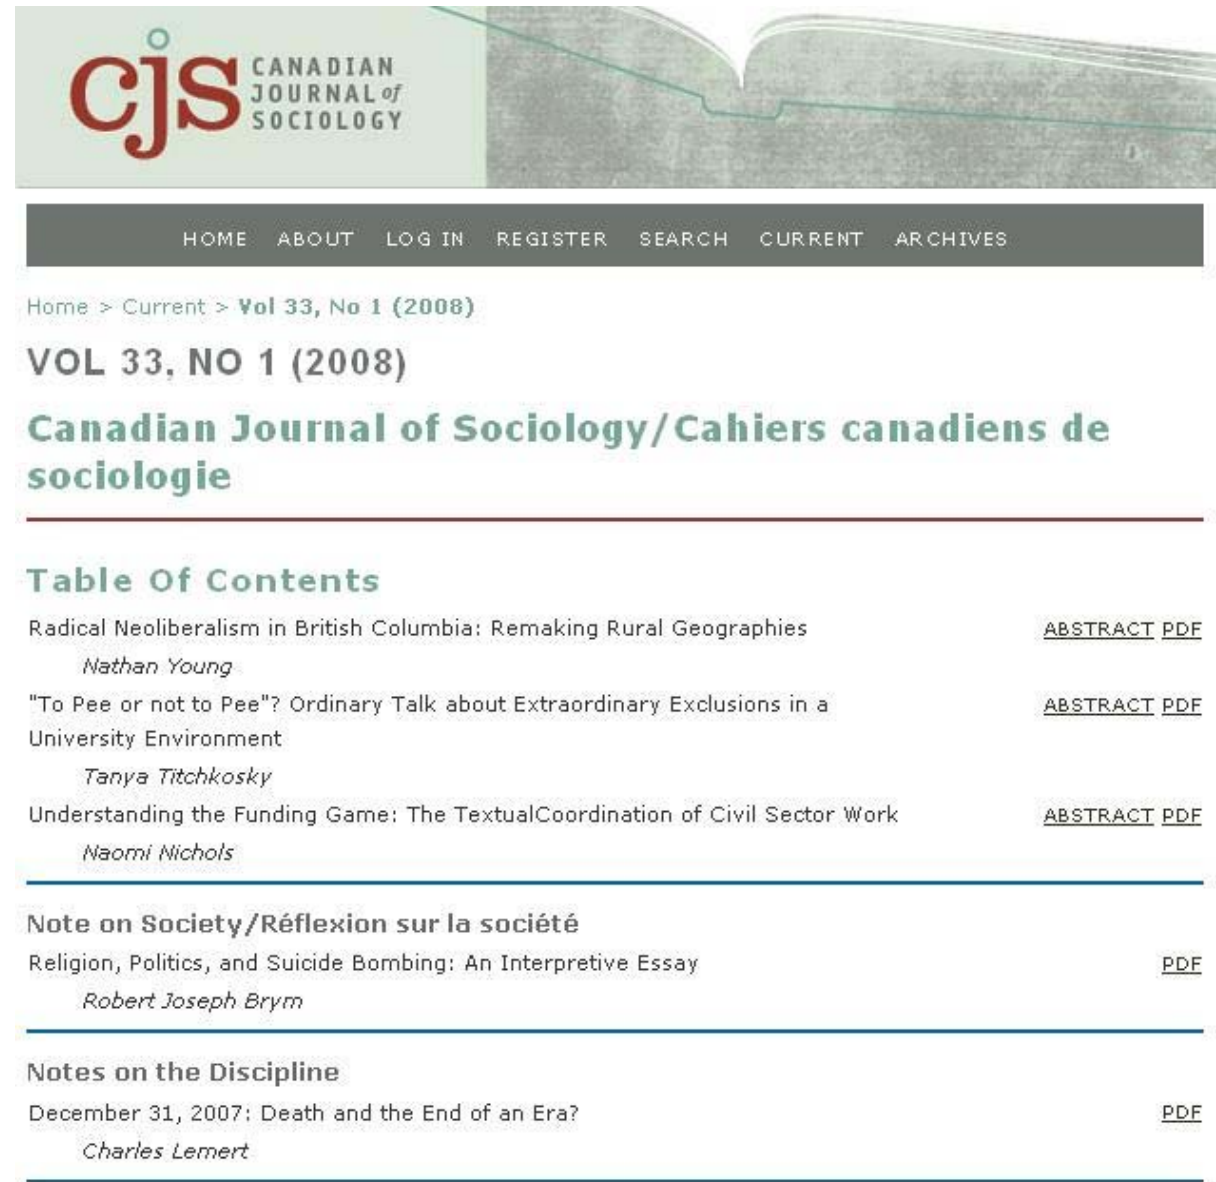 cjs CANADIAN
JOURNAL of
SOCIOLOGY
HOME ABOUT LOG IN REGISTER SEARCH CURRENT ARCHIVES
Home > Current > Vol 33, No 1 (2008)
VOL 33, NO 1 (2008)
Canadian Journal of Sociology/Cahiers canadiens de
sociologie
Table Of Contents
Radical Neoliberalism in British Columbia: Remaking Rural Geographies ABSTRACT PDF
Nathan Young
"To Pee or not to Pee"? Ordinary Talk about Extraordinary Exclusions in a ABSTRACT PDF
University Environment
Tanya Titchkosky
Understanding the Funding Game: The TextualCoordination of Civil Sector Work ABSTRACT PDF
Naomi Nichols
Note on Society/Réflexion sur la société
Religion, Politics, and Suicide Bombing: An Interpretive Essay PDF
Robert Joseph Brym
Notes on the Discipline
December 31, 2007: Death and the End of an Era? PDF
Charles Lemert